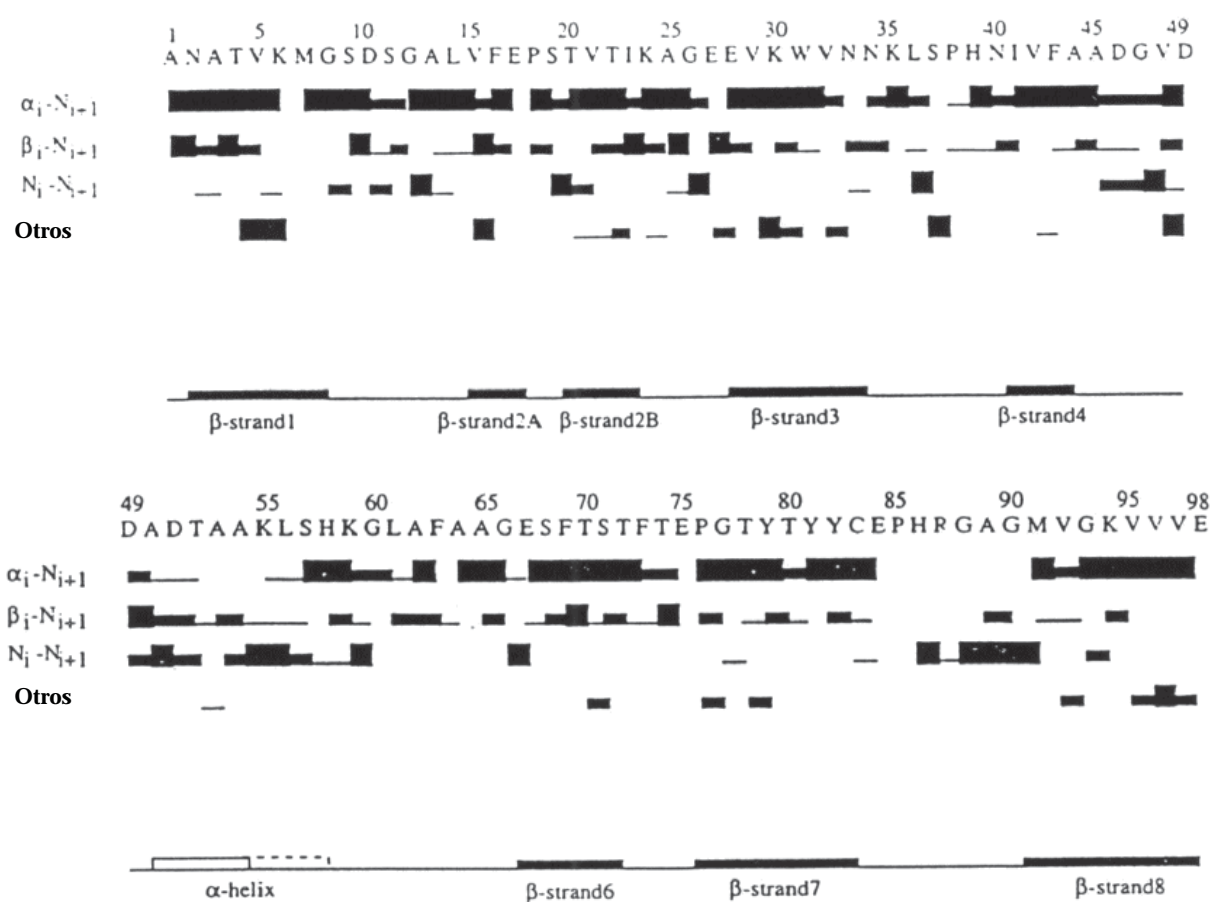 1 5 10 15 20 25 30 35 40 45 49
A N A T V K M G S D S G A L V F E P S T V T I K A G E E V K W V N N K L S P H N I V F A A D G V D
αi-Ni+1
βi-Ni+1
Ni-Ni+1
Otros
β-strand1 β-strand2A β-strand2B β-strand3 β-strand4
49 55 60 65 70 75 80 85 90 95 98
D A D T A A K L S H K G L A F A A G E S F T S T F T E P G T Y T Y Y C E P H R G A G M V G K V V V E
αi-Ni+1
βi-Ni+1
Ni-Ni+1
Otros
α-helix β-strand6 β-strand7 β-strand8